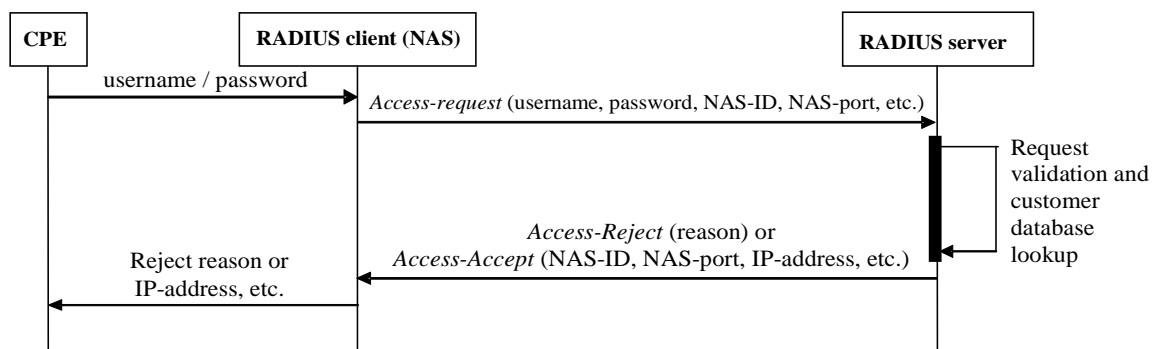 CPE
RADIUS client (NAS)
RADIUS server
username / password
Access-request (username, password, NAS-ID, NAS-port, etc.)
Request
validation and
customer
database
lookup
Access-Reject (reason) or
Access-Accept (NAS-ID, NAS-port, IP-address, etc.)
Reject reason or
IP-address, etc.